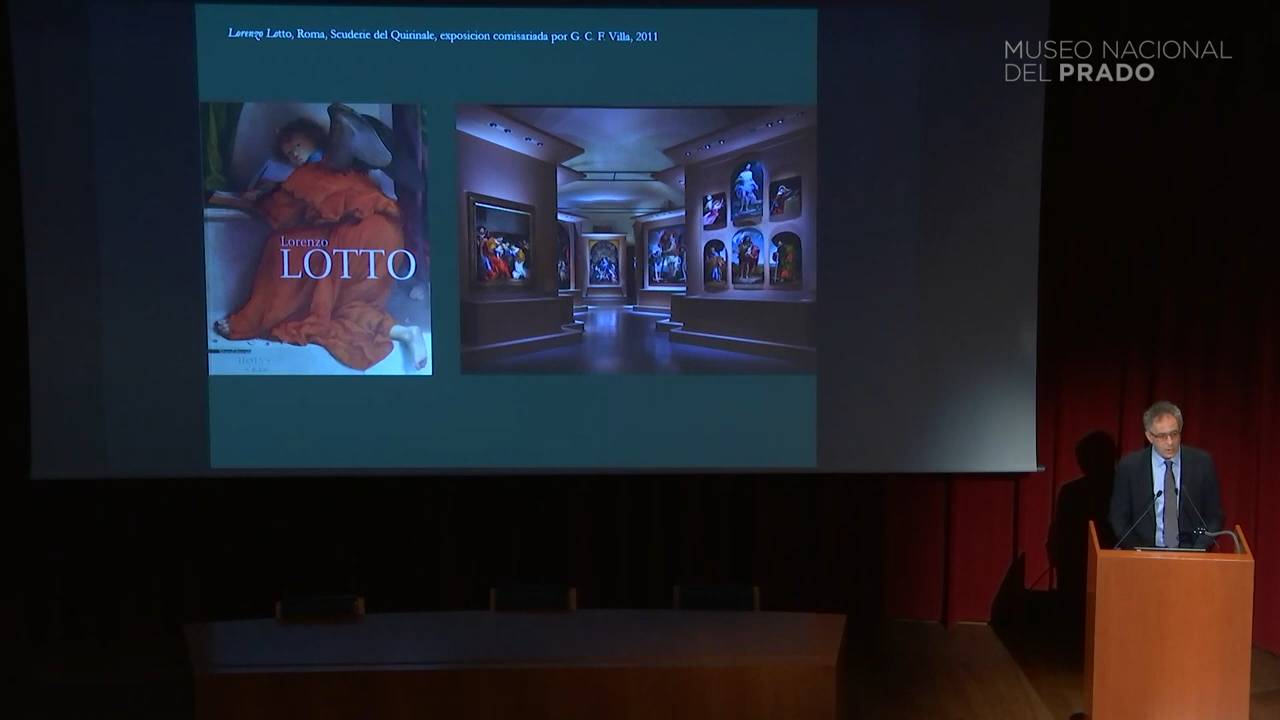 Lorenzo Lotto, Roma, Scuderie del Quirinale, exposicion comisariada por G. C. F. Villa, 2011
MUSEO NACIONAL
DEL PRADO
Lorenzo
LOTTO